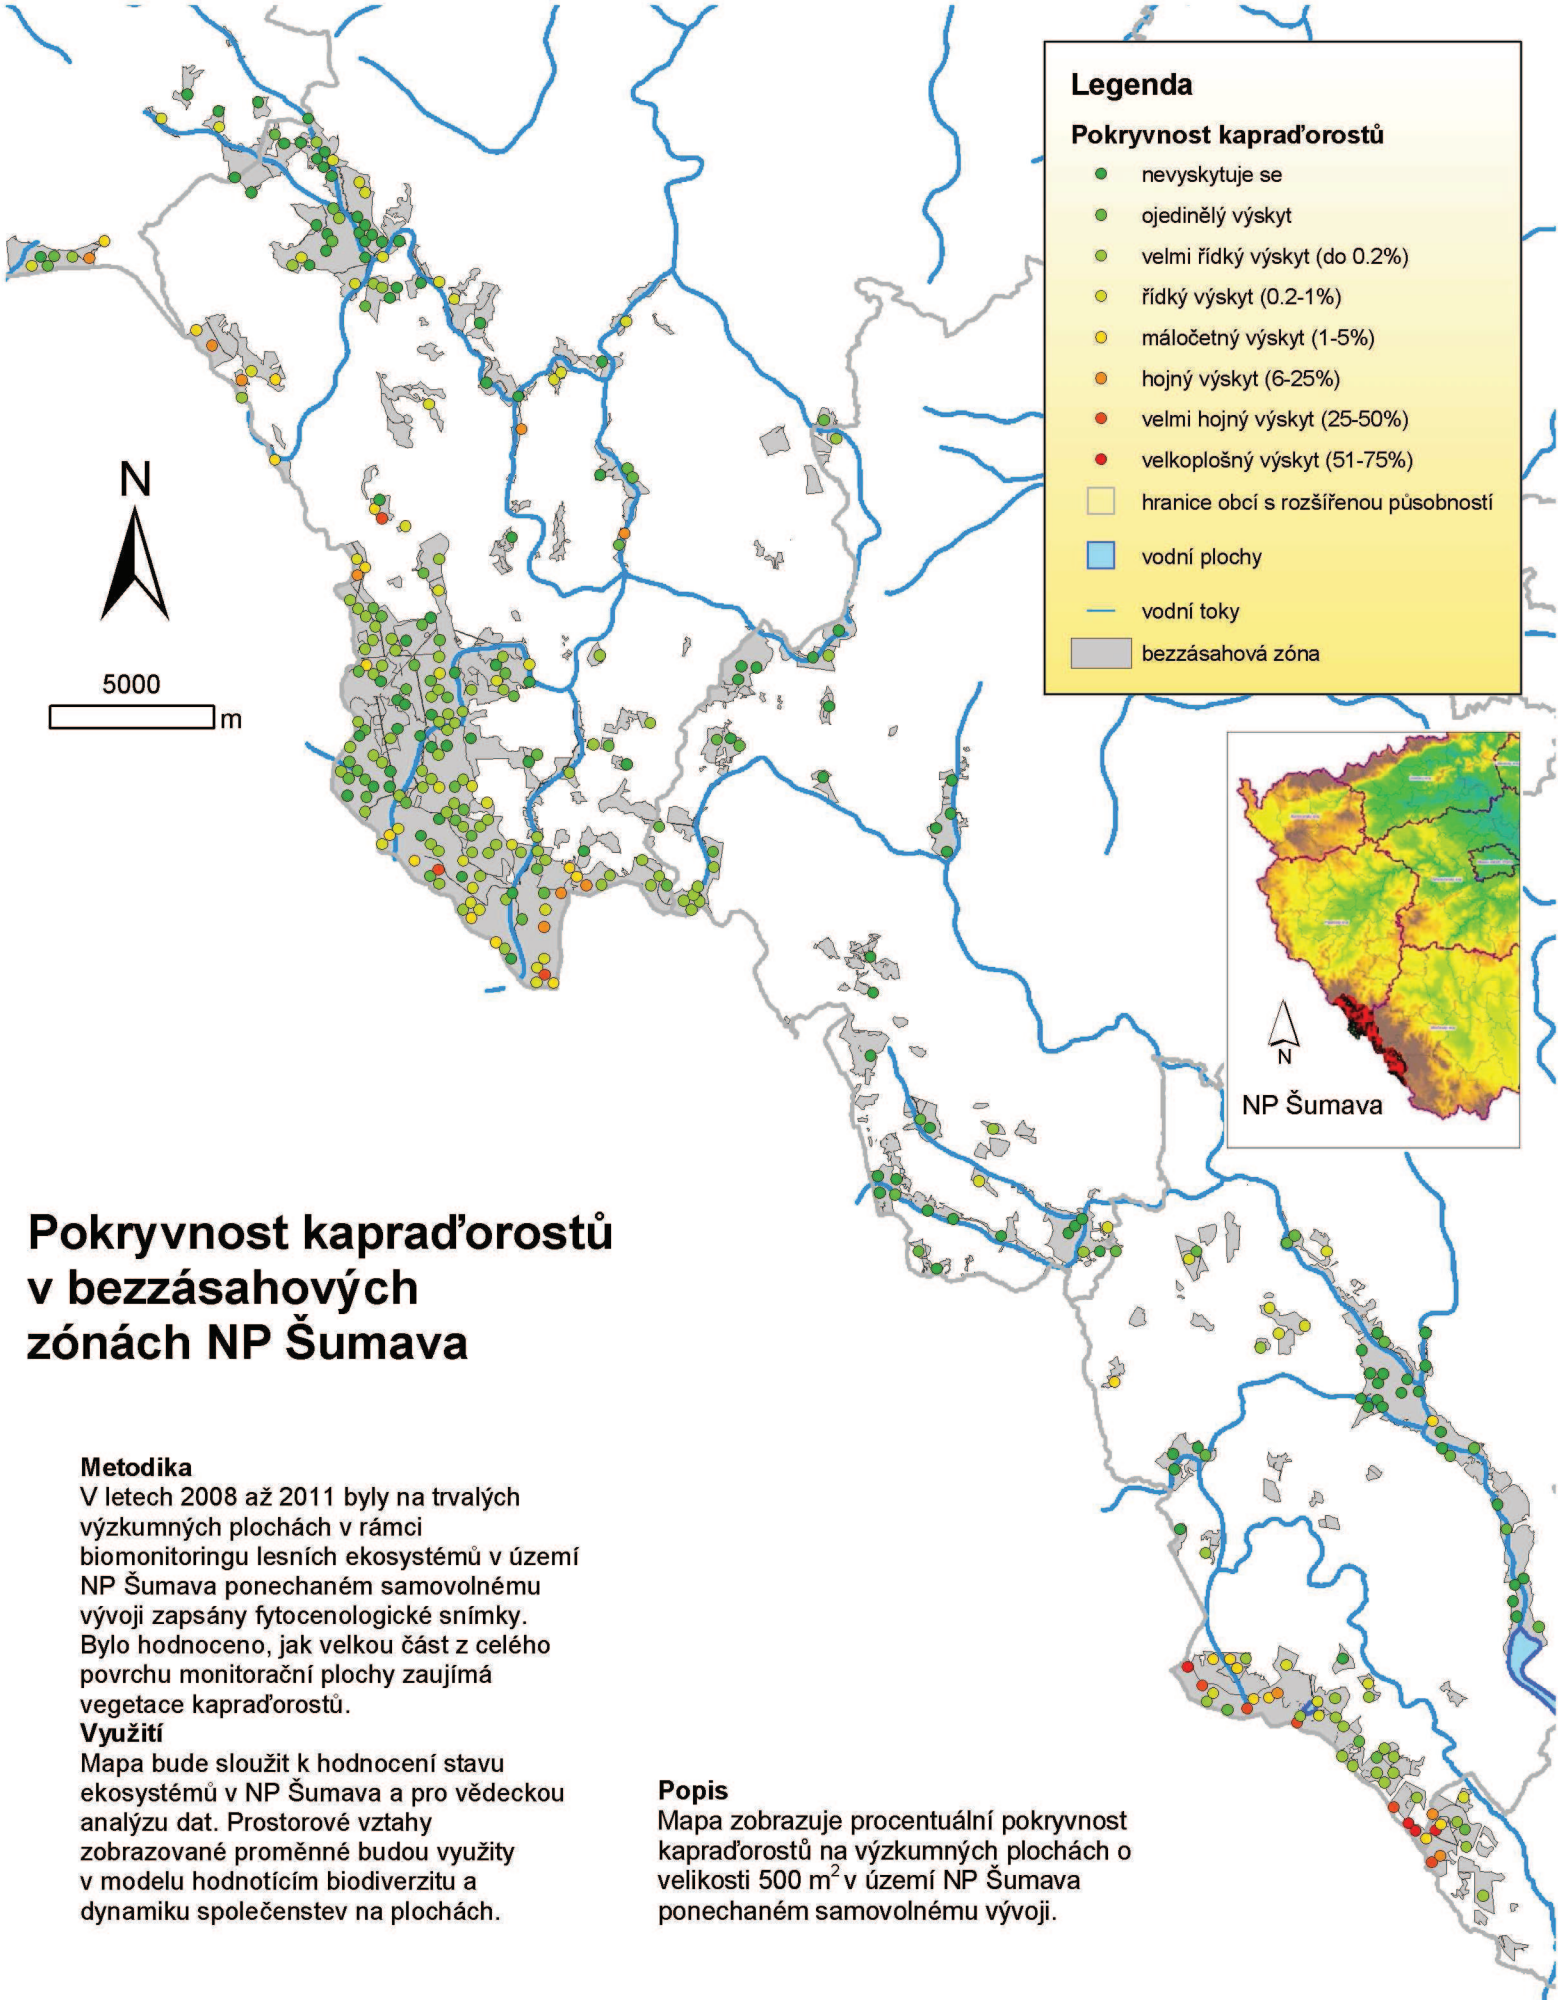 Legenda
Pokryvnost kapraďorostů
nevyskytuje se
ojedinělý výskyt
velmi řídký výskyt (do 0.2%)
řídký výskyt (0.2-1%)
máločetný výskyt (1-5%)
hojný výskyt (6-25%)
velmi hojný výskyt (25-50%)
velkoplošný výskyt (51-75%)
hranice obcí s rozšířenou působností
vodní plochy
vodní toky
bezzásahová zóna
N
5000
m
N
NP Šumava
Pokryvnost kapraďorostů
v bezzásahových
zónách NP Šumava
Metodika
V letech 2008 až 2011 byly na trvalých
výzkumných plochách v rámci
biomonitoringu lesních ekosystémů v území
NP Šumava ponechaném samovolnému
vývoji zapsány fytocenologické snímky.
Bylo hodnoceno, jak velkou část z celého
povrchu monitorační plochy zaujímá
vegetace kapraďorostů.
Využití
Mapa bude sloužit k hodnocení stavu
ekosystémů v NP Šumava a pro vědeckou
analýzu dat. Prostorové vztahy
zobrazované proměnné budou využity
v modelu hodnotícím biodiverzitu a
dynamiku společenstev na plochách.
Popis
Mapa zobrazuje procentuální pokryvnost
kapraďorostů na výzkumných plochách o
velikosti 500 m² v území NP Šumava
ponechaném samovolnému vývoji.